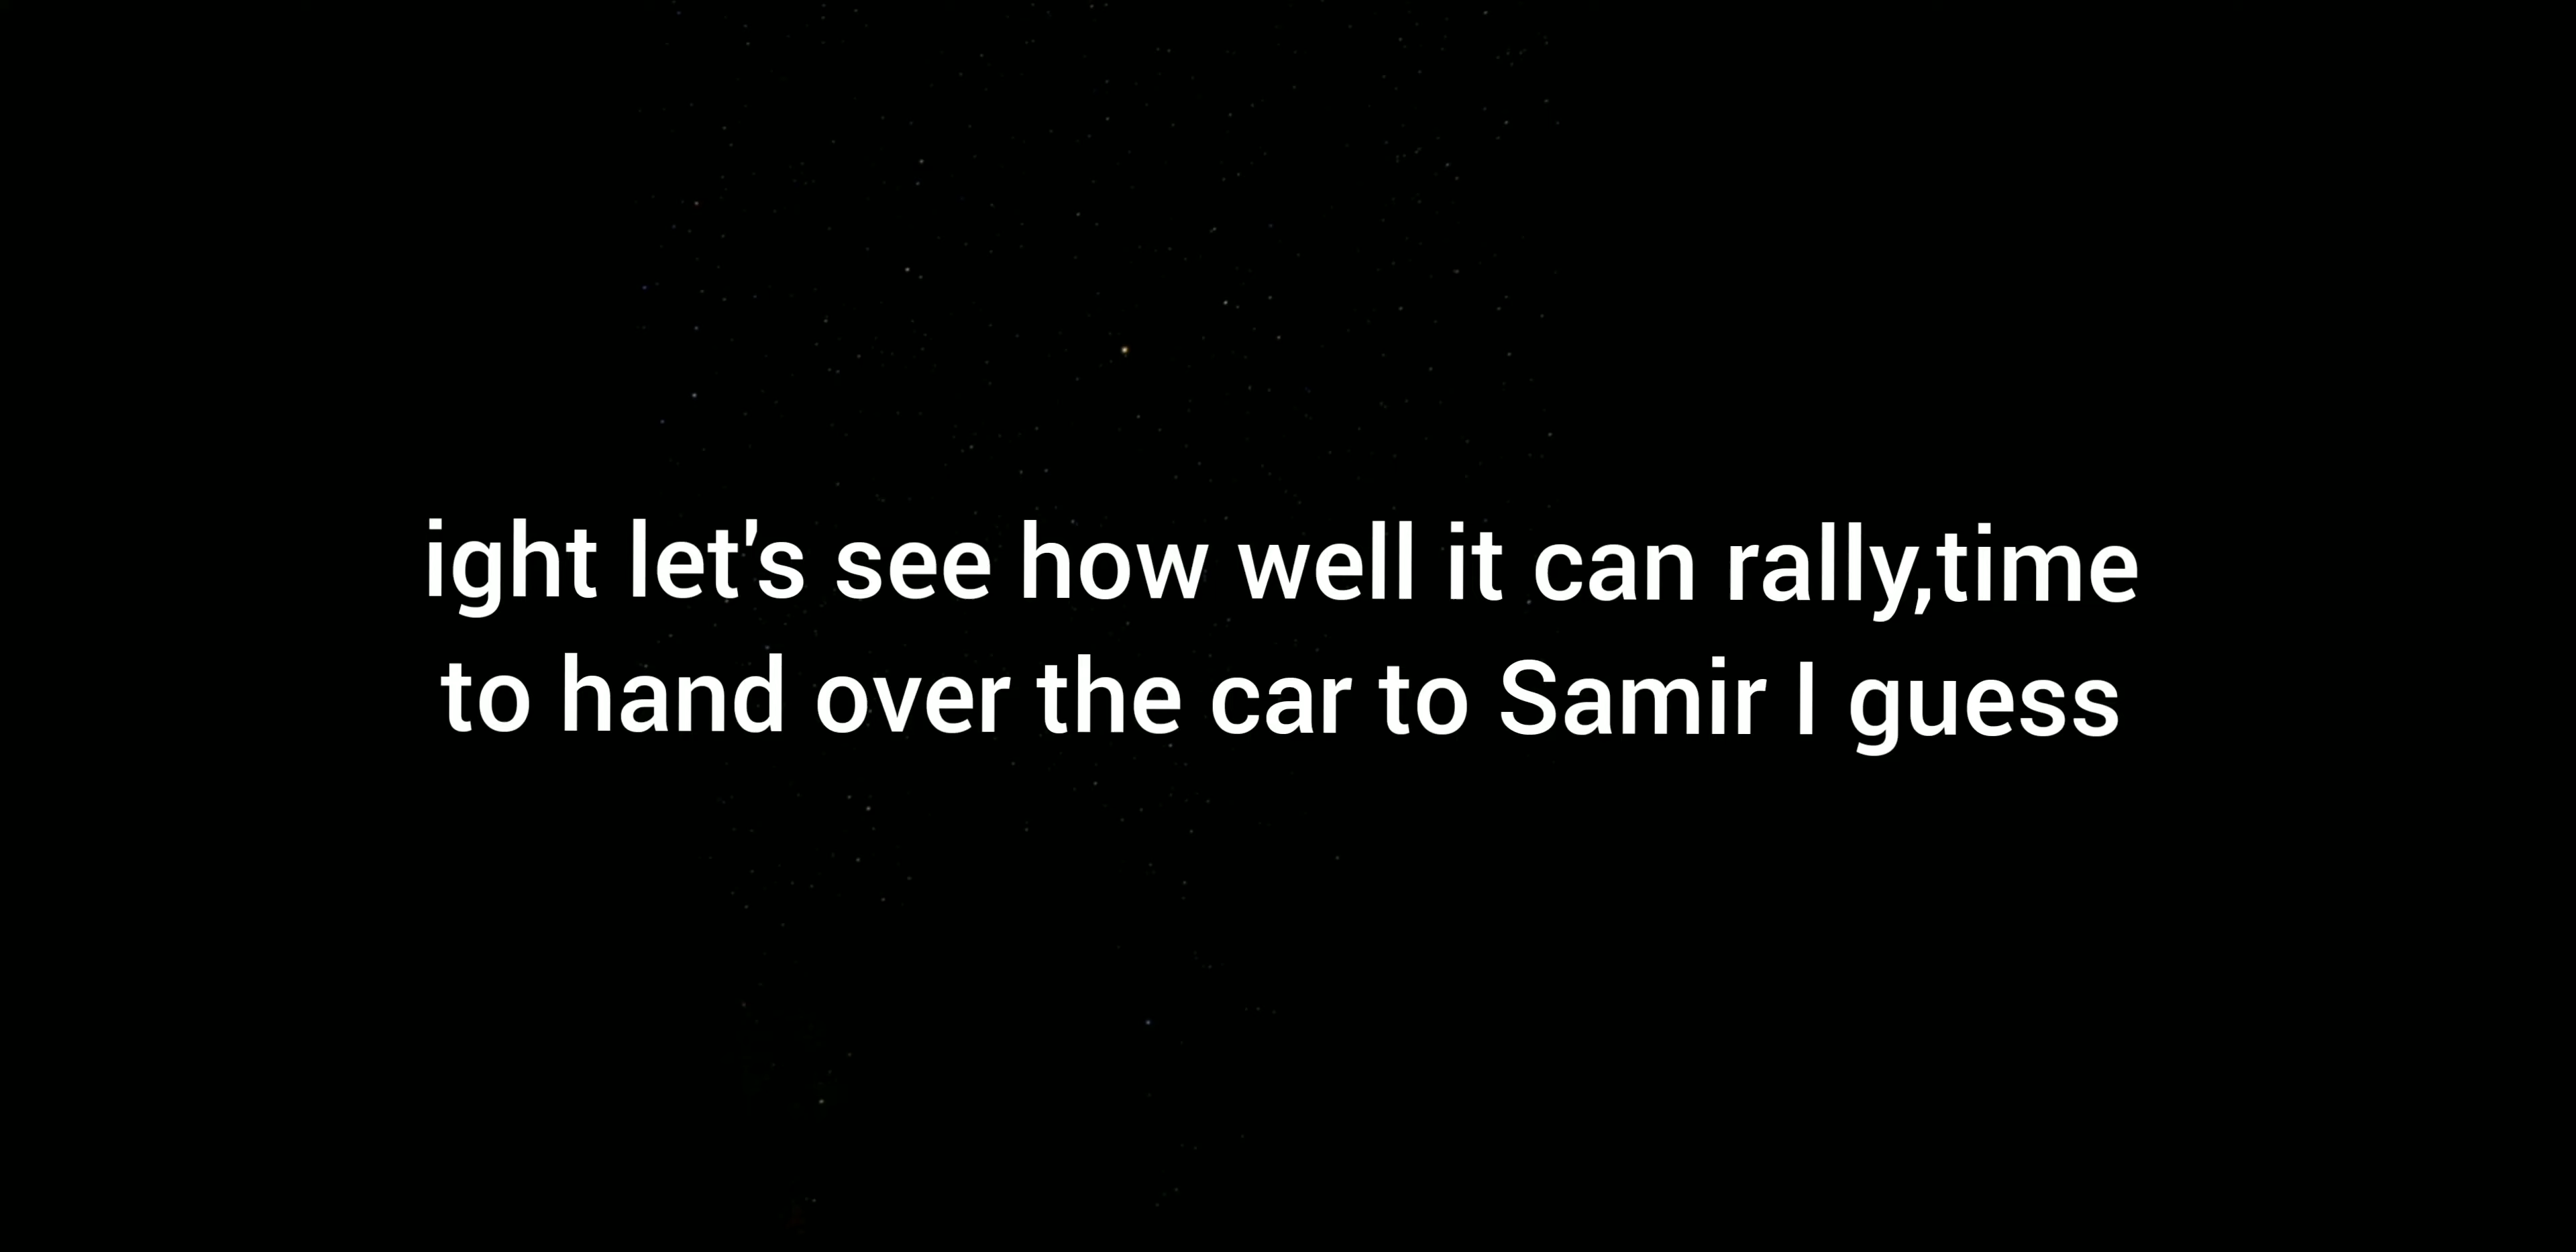 ight let's see how well it can rally,time
to hand over the car to Samir I guess